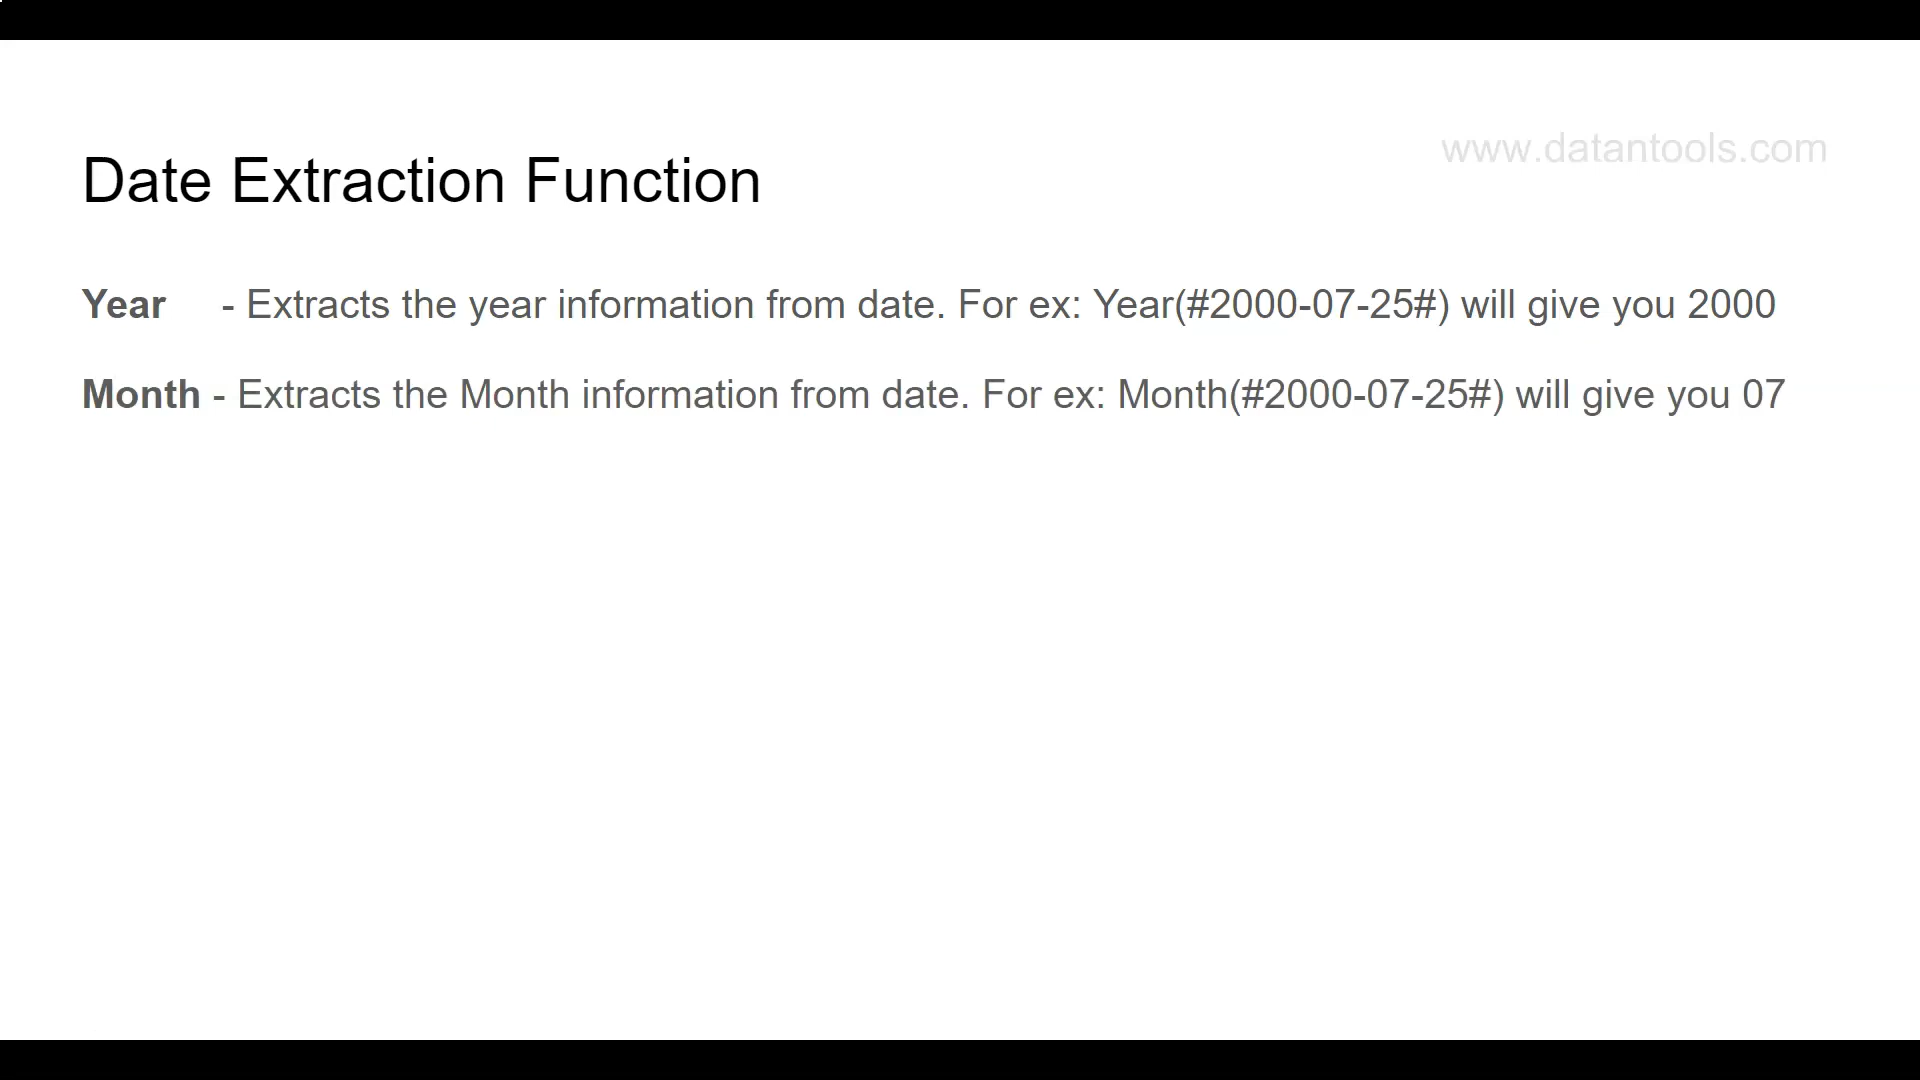 www.datantools.com
Date Extraction Function
Year - Extracts the year information from date. For ex: Year(#2000-07-25#) will give you 2000
Month - Extracts the Month information from date. For ex: Month(#2000-07-25#) will give you 07